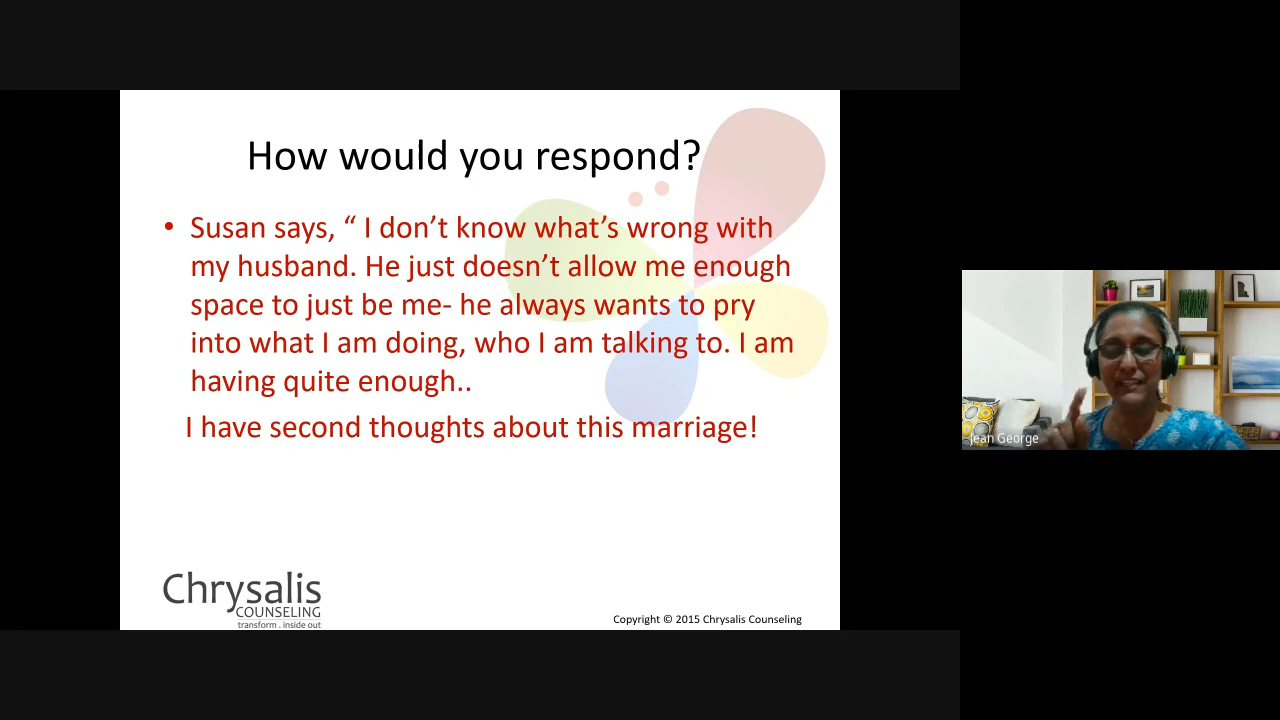 How would you respond?
• Susan says, “ I don’t know what’s wrong with
my husband. He just doesn’t allow me enough
space to just be me- he always wants to pry
into what I am doing, who I am talking to. I am
having quite enough..
I have second thoughts about this marriage!
Jean George
Chrysalis
COUNSELING
transform . inside out
Copyright © 2015 Chrysalis Counseling